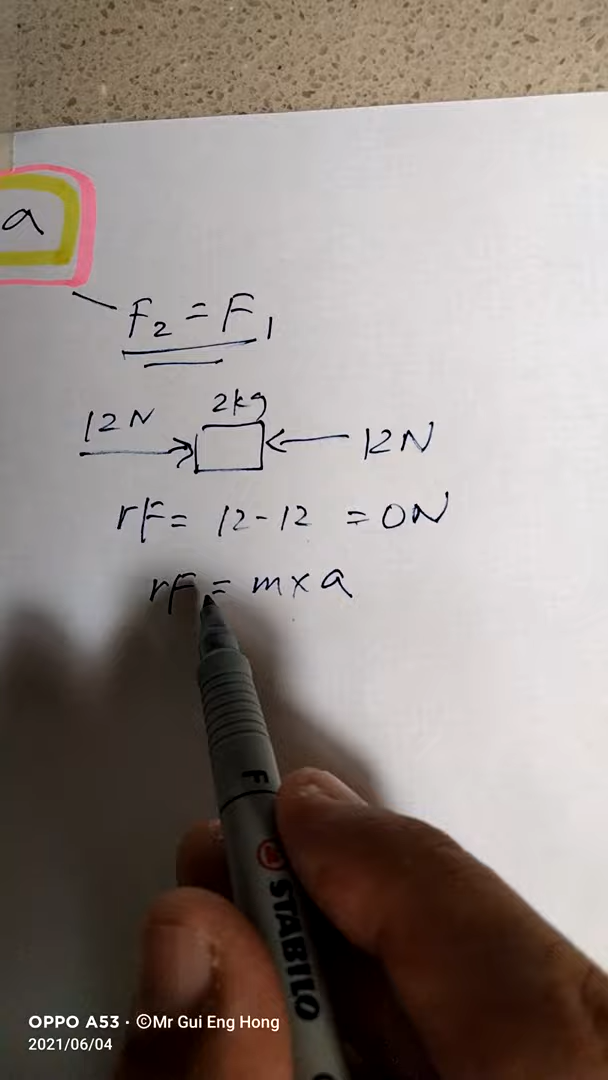 a
F₂ = F₁
2kg
12N
12N
rF = 12 - 12 = 0N
rF = m x a
F
STABILO
OPPO A53 · ©Mr Gui Eng Hong
2021/06/04